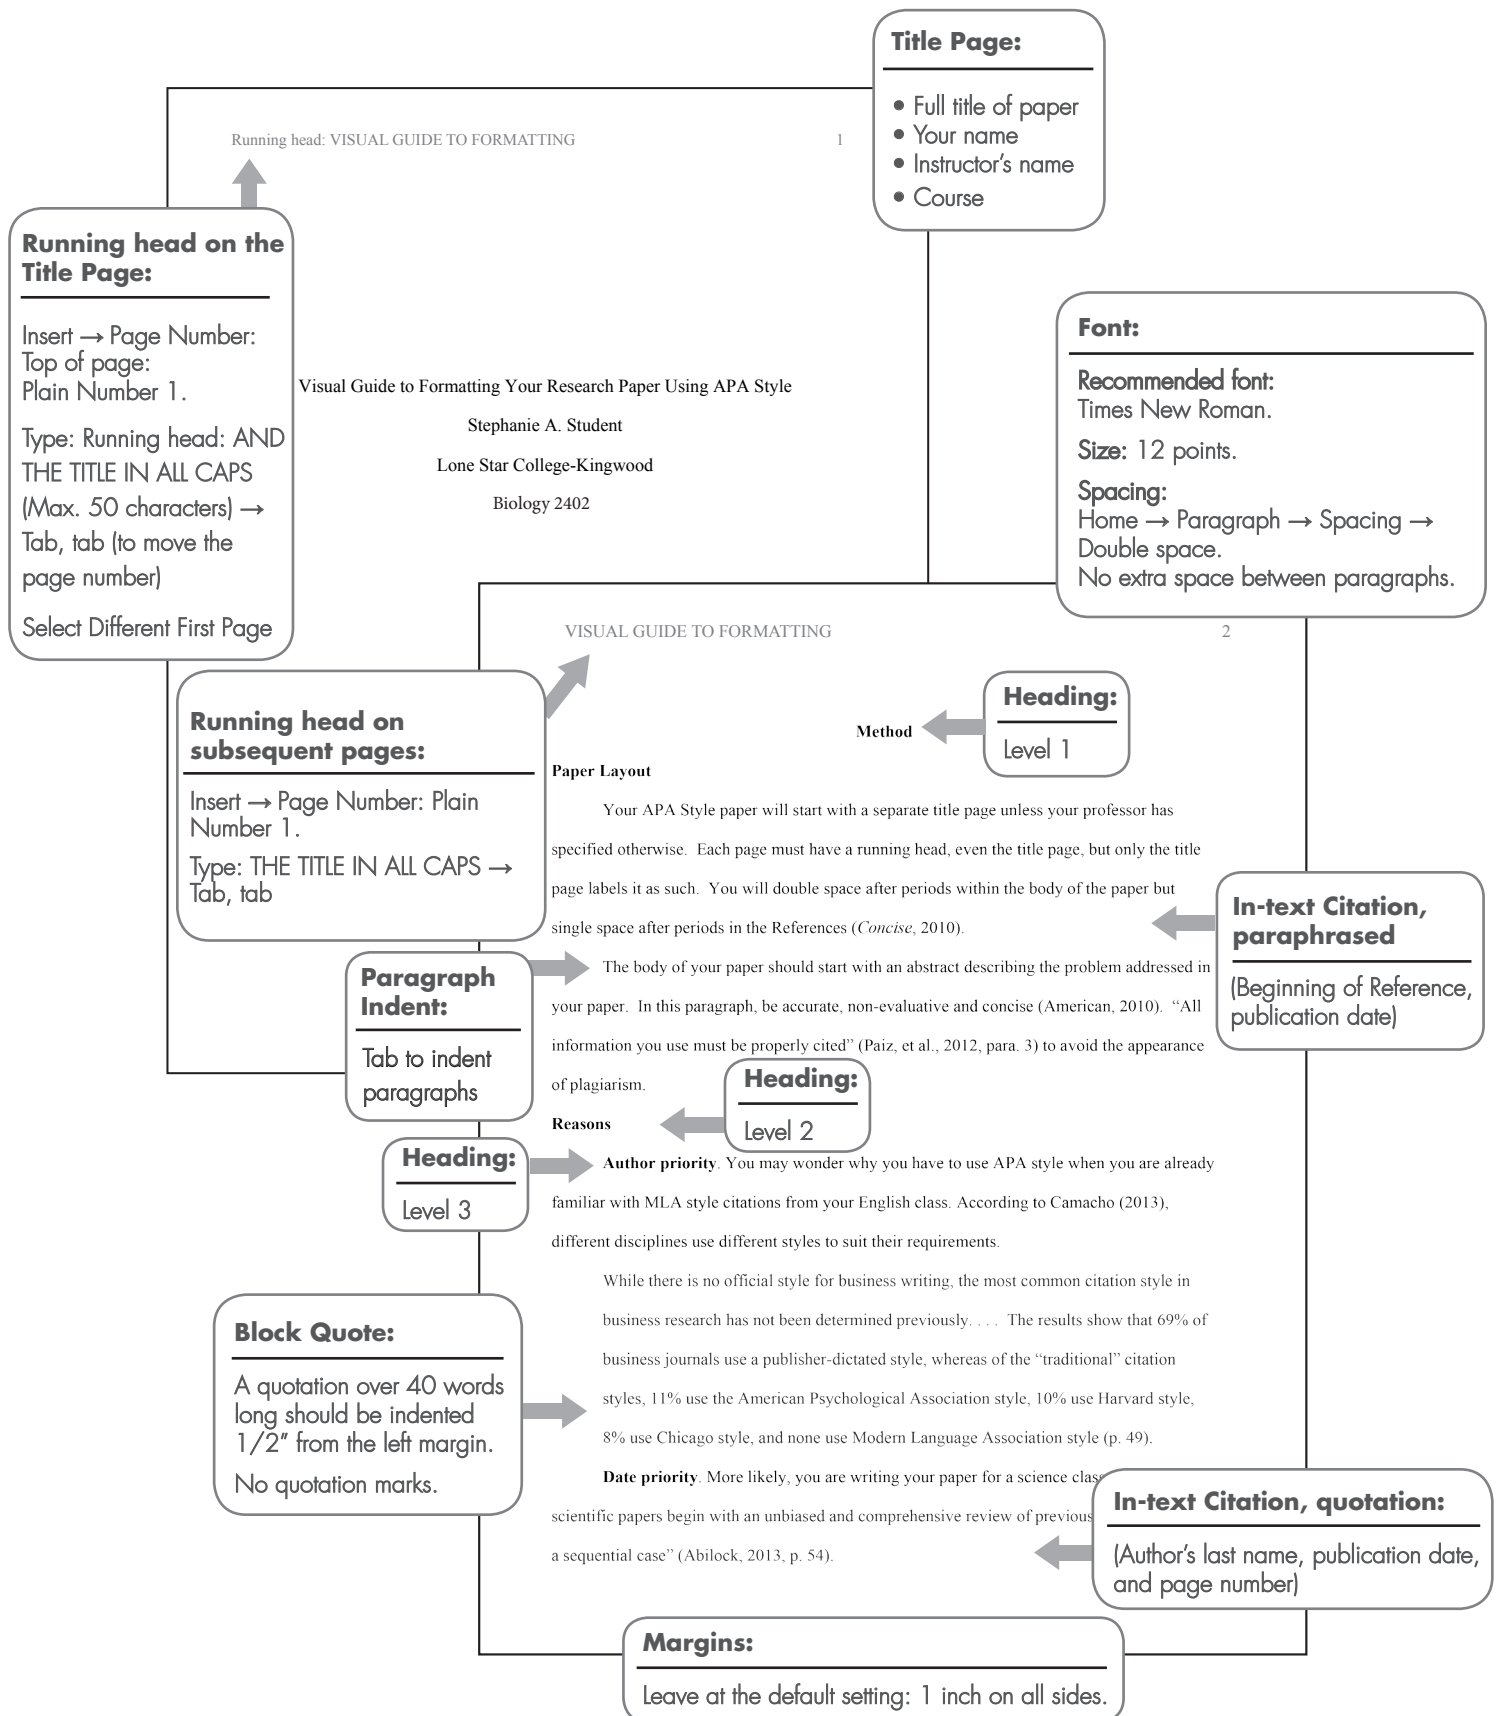 Title Page:
• Full title of paper
• Your name
• Instructor's name
• Course
Running head: VISUAL GUIDE TO FORMATTING 1
Running head on the
Title Page:
Insert → Page Number:
Top of page:
Plain Number 1.
Type: Running head: AND
THE TITLE IN ALL CAPS
(Max. 50 characters) →
Tab, tab (to move the
page number)
Select Different First Page
Visual Guide to Formatting Your Research Paper Using APA Style
Stephanie A. Student
Lone Star College-Kingwood
Biology 2402
Font:
Recommended font:
Times New Roman.
Size: 12 points.
Spacing:
Home → Paragraph → Spacing →
Double space.
No extra space between paragraphs.
VISUAL GUIDE TO FORMATTING 2
Running head on
subsequent pages:
Insert → Page Number: Plain
Number 1.
Type: THE TITLE IN ALL CAPS →
Tab, tab
Method
Heading:
Level 1
Paper Layout
Your APA Style paper will start with a separate title page unless your professor has
specified otherwise.  Each page must have a running head, even the title page, but only the title
page labels it as such.  You will double space after periods within the body of the paper but
single space after periods in the References (Concise, 2010).
In-text Citation,
paraphrased
(Beginning of Reference,
publication date)
Paragraph
Indent:
Tab to indent
paragraphs
The body of your paper should start with an abstract describing the problem addressed in
your paper.  In this paragraph, be accurate, non-evaluative and concise (American, 2010).  “All
information you use must be properly cited” (Paiz, et al., 2012, para. 3) to avoid the appearance
of plagiarism.
Heading:
Level 2
Reasons
Heading:
Level 3
Author priority. You may wonder why you have to use APA style when you are already
familiar with MLA style citations from your English class. According to Camacho (2013),
different disciplines use different styles to suit their requirements.
While there is no official style for business writing, the most common citation style in
business research has not been determined previously. . . .  The results show that 69% of
business journals use a publisher-dictated style, whereas of the “traditional” citation
styles, 11% use the American Psychological Association style, 10% use Harvard style,
8% use Chicago style, and none use Modern Language Association style (p. 49).
Block Quote:
A quotation over 40 words
long should be indented
1/2” from the left margin.
No quotation marks.
Date priority. More likely, you are writing your paper for a science class
scientific papers begin with an unbiased and comprehensive review of previous
a sequential case” (Abilock, 2013, p. 54).
In-text Citation, quotation:
(Author's last name, publication date,
and page number)
Margins:
Leave at the default setting: 1 inch on all sides.